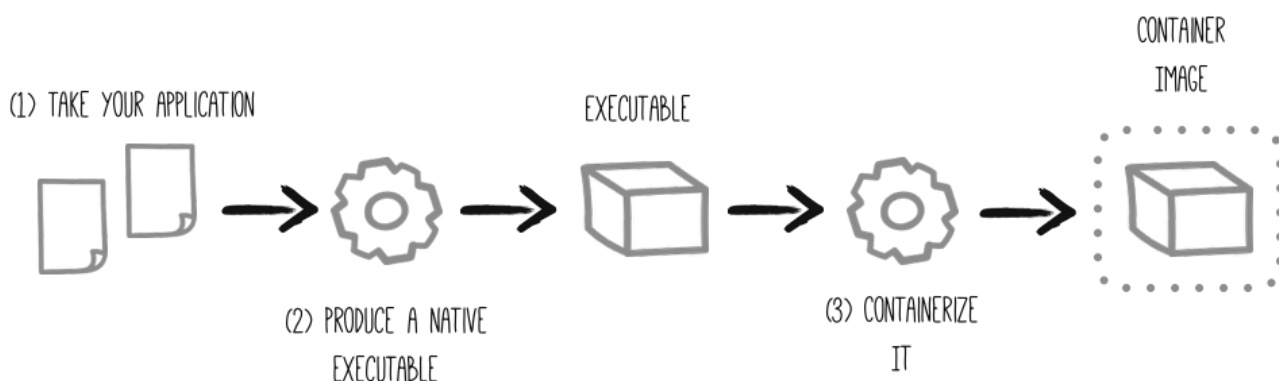 (1) TAKE YOUR APPLICATION
(2) PRODUCE A NATIVE
EXECUTABLE
EXECUTABLE
(3) CONTAINERIZE
IT
CONTAINER
IMAGE